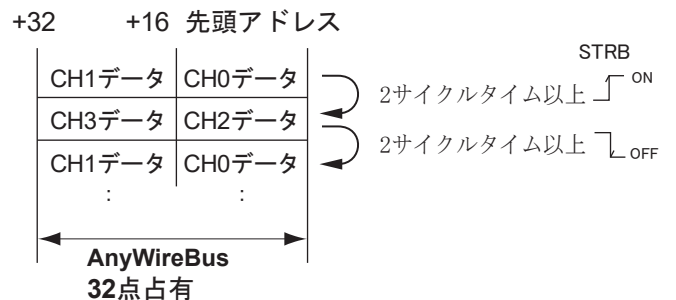 +32 +16 先頭アドレス
STRB
CH1データ CH0データ
2サイクルタイム以上 ON
CH3データ CH2データ
2サイクルタイム以上 OFF
CH1データ CH0データ
: :
AnyWireBus
32点占有